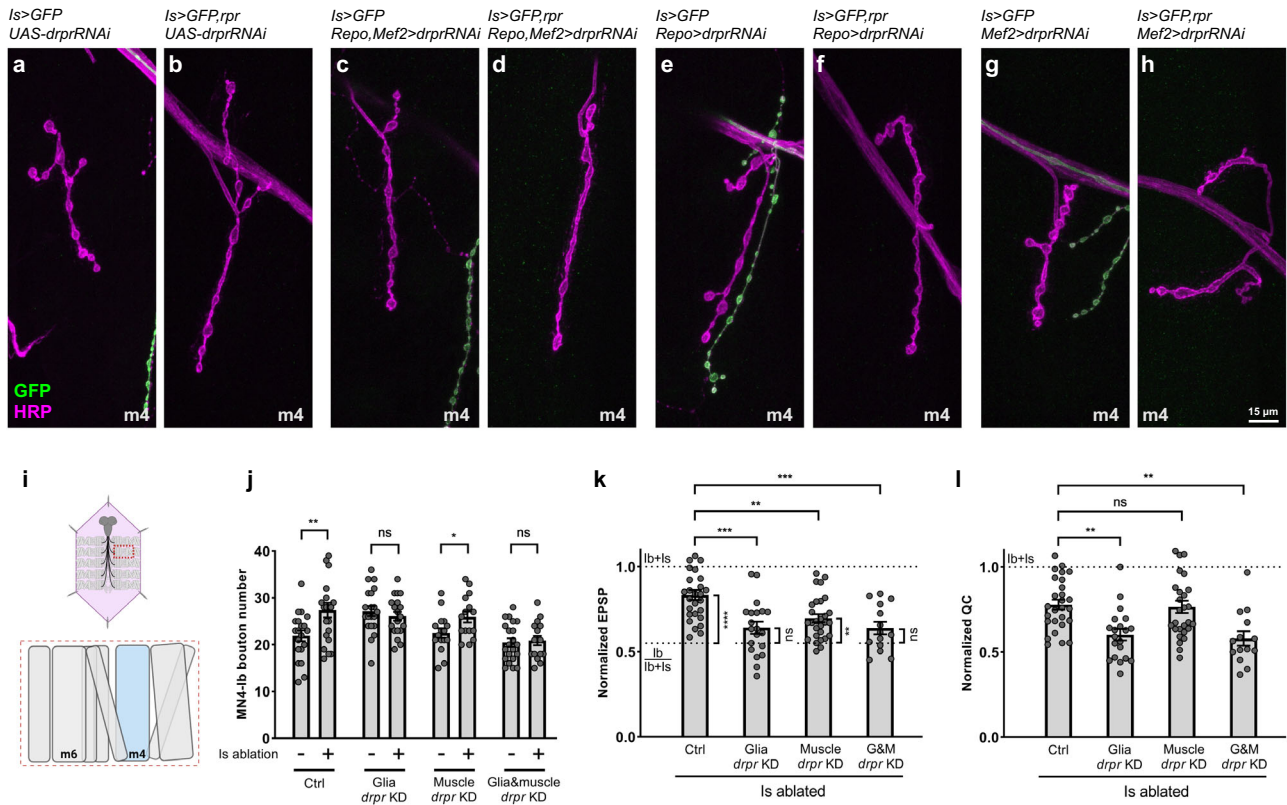 Is>GFP
UAS-drprRNAi
Is>GFP,rpr
UAS-drprRNAi
Is>GFP
Repo,Mef2>drprRNAi
Is>GFP,rpr
Repo,Mef2>drprRNAi
Is>GFP
Repo>drprRNAi
Is>GFP,rpr
Repo>drprRNAi
Is>GFP
Mef2>drprRNAi
Is>GFP,rpr
Mef2>drprRNAi
a b c d e f g h
GFP
HRP
m4 m4 m4 m4 m4 m4 m4 m4
15 µm
i
m6 m4
j
MN4-Ib bouton number
40
30
20
10
0
** ns * ns
Is ablation - + - + - + - +
Ctrl
Glia
drpr KD
Muscle
drpr KD
Glia&muscle
drpr KD
k
Normalized EPSP
1.0
0.5
0.0
***
**
***
Ib+Is
Ib
Ib+Is
**** ns ** ns
Ctrl
Glia
drpr KD
Muscle
drpr KD
G&M
drpr KD
Is ablated
l
Normalized QC
1.0
0.5
0.0
**
ns
**
Ib+Is
Ctrl
Glia
drpr KD
Muscle
drpr KD
G&M
drpr KD
Is ablated